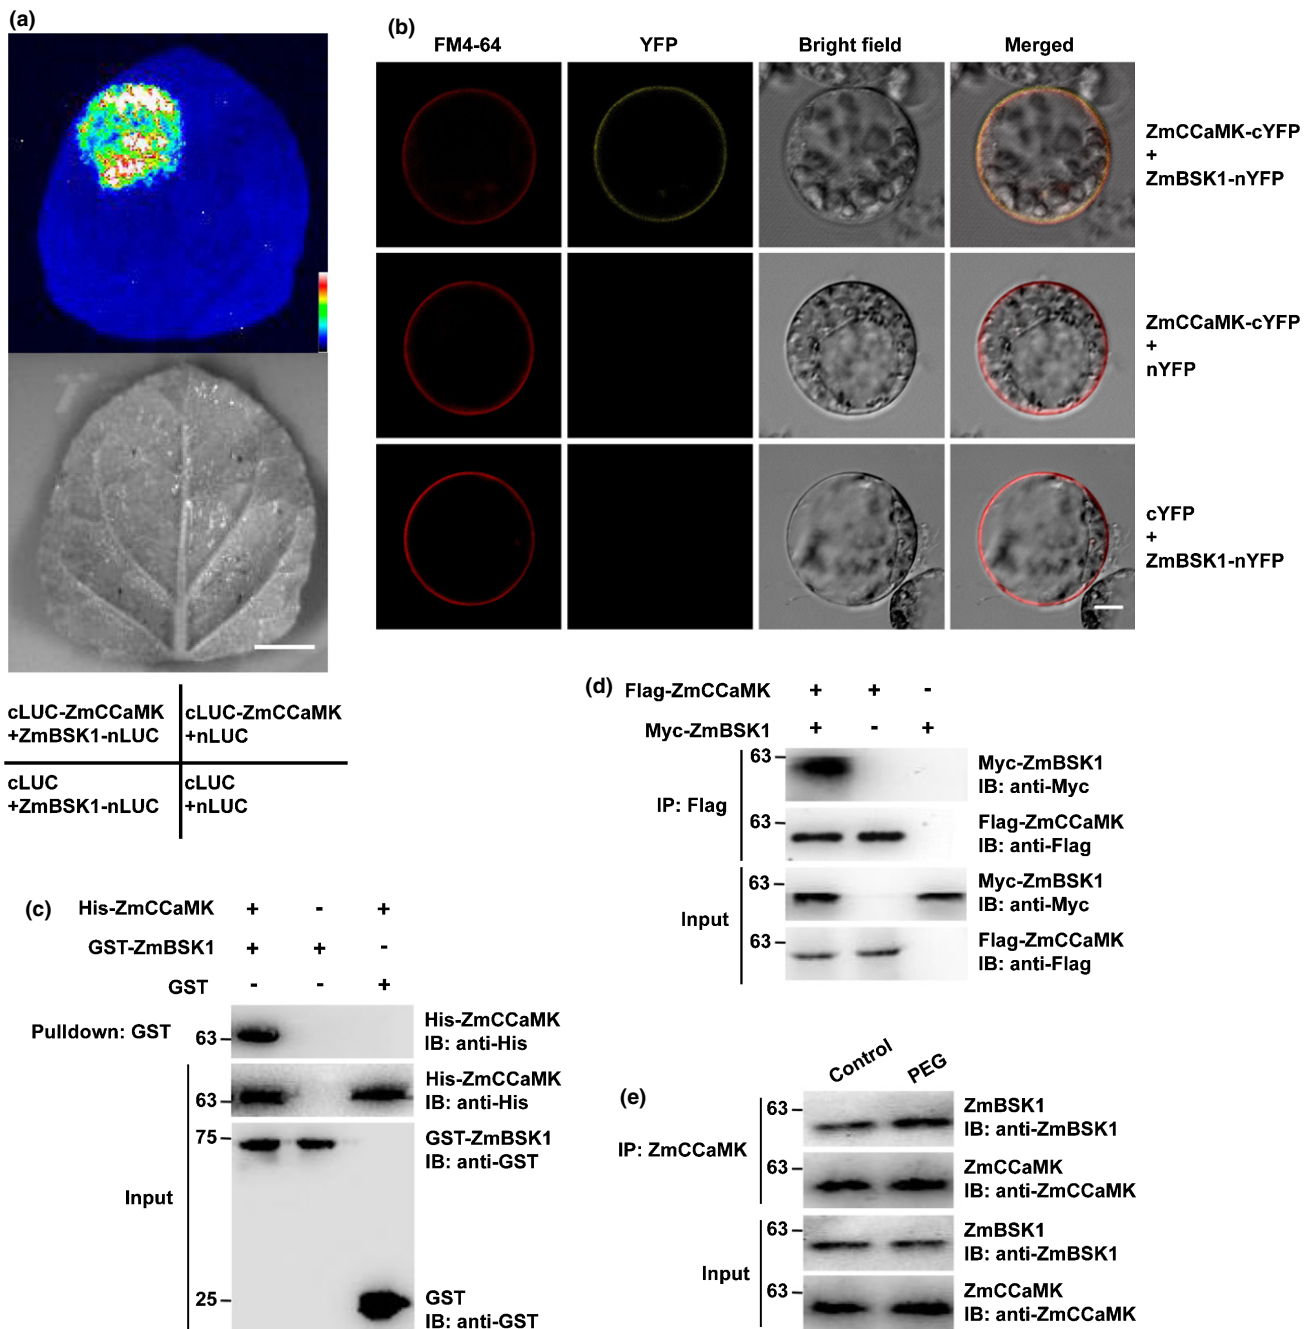 (a)
cLUC-ZmCCaMK
+ZmBSK1-nLUC
cLUC-ZmCCaMK
+nLUC
cLUC
+ZmBSK1-nLUC
cLUC
+nLUC
(b)
FM4-64 YFP Bright field Merged
ZmCCaMK-cYFP
+
ZmBSK1-nYFP
ZmCCaMK-cYFP
+
nYFP
cYFP
+
ZmBSK1-nYFP
(c)
His-ZmCCaMK + - +
GST-ZmBSK1 + + -
GST - - +
Pulldown: GST
63
His-ZmCCaMK
IB: anti-His
Input
63
His-ZmCCaMK
IB: anti-His
75
GST-ZmBSK1
IB: anti-GST
25
GST
IB: anti-GST
(d)
Flag-ZmCCaMK + + -
Myc-ZmBSK1 + - +
IP: Flag
63
Myc-ZmBSK1
IB: anti-Myc
63
Flag-ZmCCaMK
IB: anti-Flag
Input
63
Myc-ZmBSK1
IB: anti-Myc
63
Flag-ZmCCaMK
IB: anti-Flag
(e)
Control PEG
IP: ZmCCaMK
63
ZmBSK1
IB: anti-ZmBSK1
63
ZmCCaMK
IB: anti-ZmCCaMK
Input
63
ZmBSK1
IB: anti-ZmBSK1
63
ZmCCaMK
IB: anti-ZmCCaMK